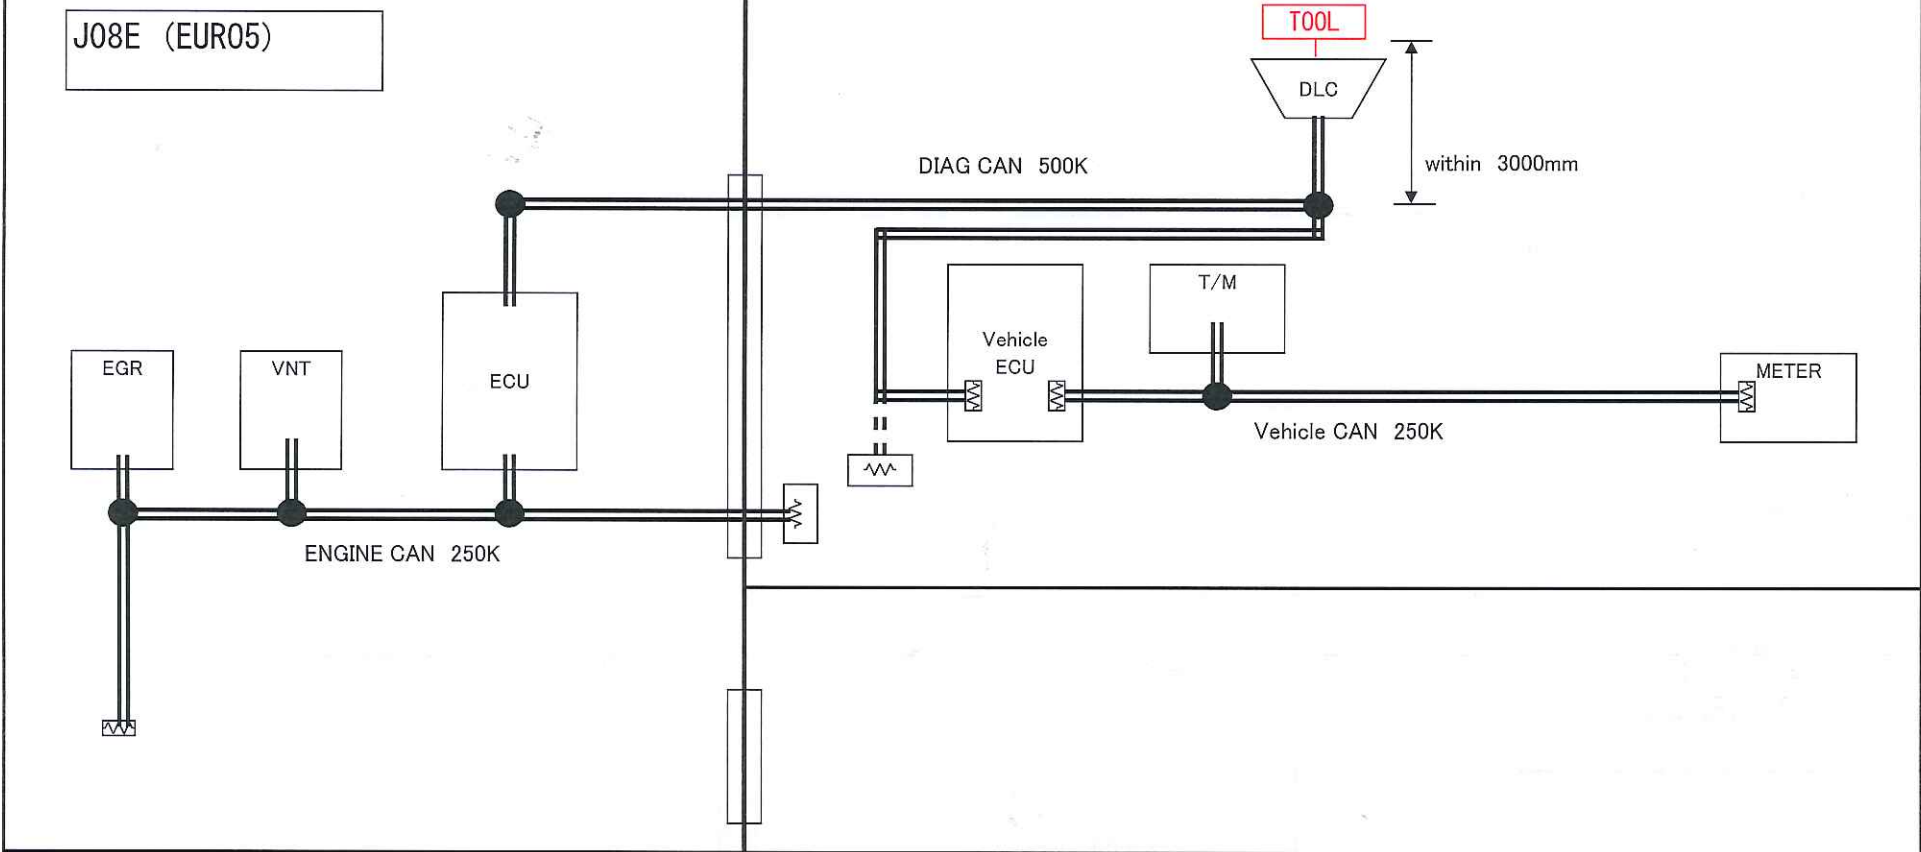 J08E (EURO5)
TOOL
DLC
DIAG CAN 500K
within 3000mm
T/M
Vehicle
ECU
EGR
VNT
ECU
METER
Vehicle CAN 250K
ENGINE CAN 250K